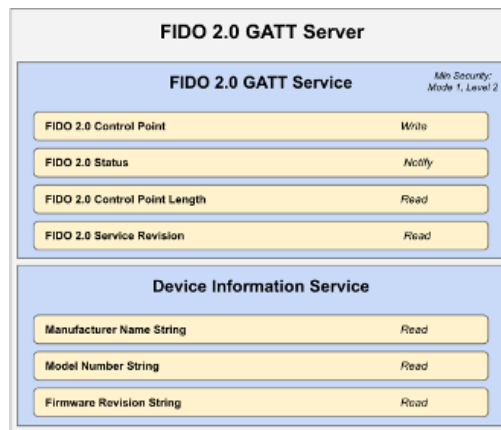 FIDO 2.0 GATT Server
FIDO 2.0 GATT Service
Min Security:
Mode 1, Level 2
FIDO 2.0 Control Point Write
FIDO 2.0 Status Notify
FIDO 2.0 Control Point Length Read
FIDO 2.0 Service Revision Read
Device Information Service
Manufacturer Name String Read
Model Number String Read
Firmware Revision String Read